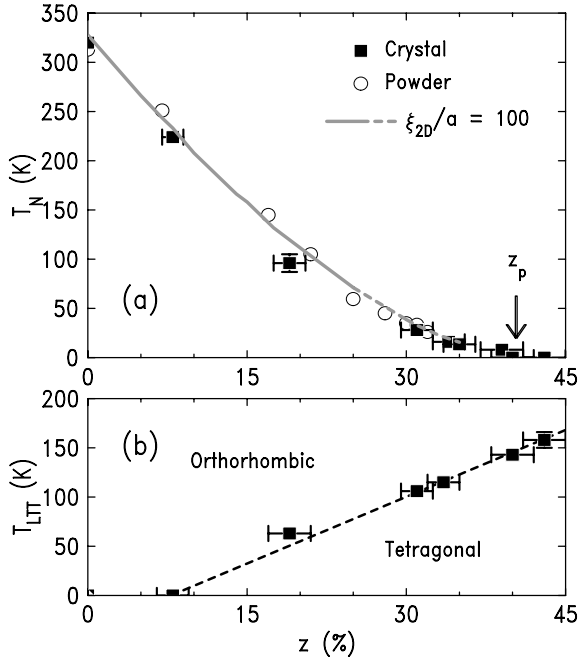 350
300
250
200
150
100
50
0
T_N (K)
Crystal
Powder
ξ_2D/a = 100
z_p
(a)
0 15 30 45
200
150
100
50
0
T_LTT (K)
(b)
Orthorhombic
Tetragonal
0 15 30 45
z (%)